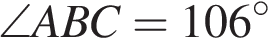 ∠ABC = 106°